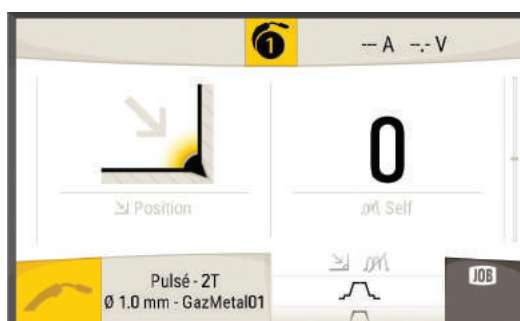 1
--- A -.- V
0
Position
Self
Pulsé - 2T
Ø 1.0 mm - GazMetal01
JOB